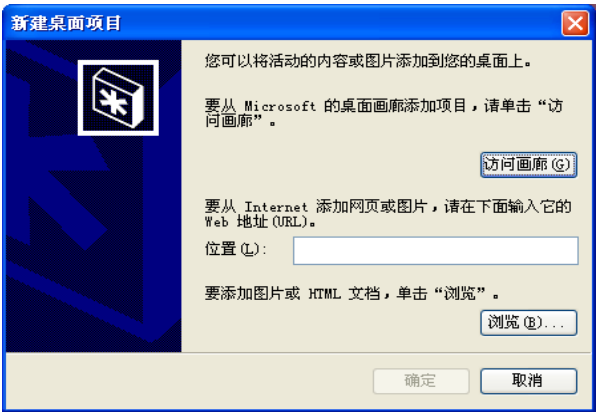 新建桌面项目
您可以将活动的内容或图片添加到您的桌面上。
要从 Microsoft 的桌面画廊添加项目，请单击“访
问画廊”。
访问画廊(G)
要从 Internet 添加网页或图片，请在下面输入它的
Web 地址(URL)。
位置(L):
要添加图片或 HTML 文档，单击“浏览”。
浏览(B)...
确定
取消